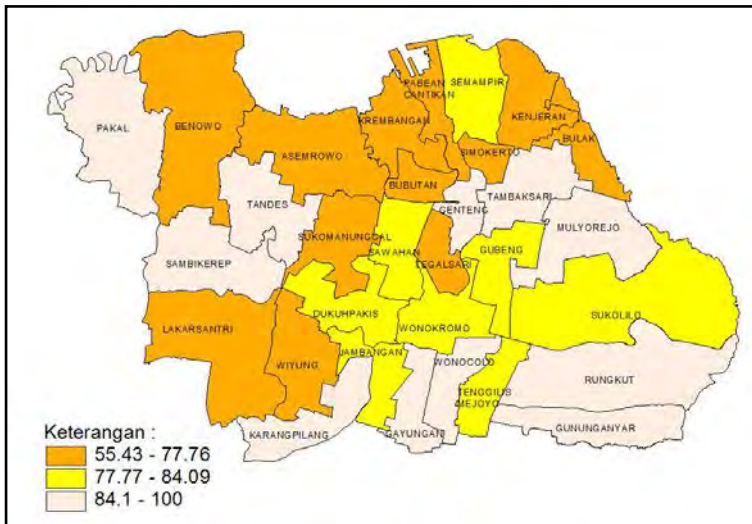 PABEAN
CANTIKAN
SEMAMPIR
KREMBANGAN
KENJERAN
PAKAL
BENOWO
BULAK
ASEMROWO
SIMOKERTO
BUBUTAN
TAMBAKSARI
TANDES
GENTENG
MULYOREJO
SUKOMANUNGGAL
GUBENG
SAWAHAN
TEGALSARI
SAMBIKEREP
DUKUHPAKIS
SUKOLILO
LAKARSANTRI
WONOKROMO
JAMBANGAN
WONOCOLO
WIYUNG
RUNGKUT
TENGGILIS
MEJOYO
KARANGPILANG
GAYUNGAN
GUNUNGANYAR
Keterangan :
55.43 - 77.76
77.77 - 84.09
84.1 - 100